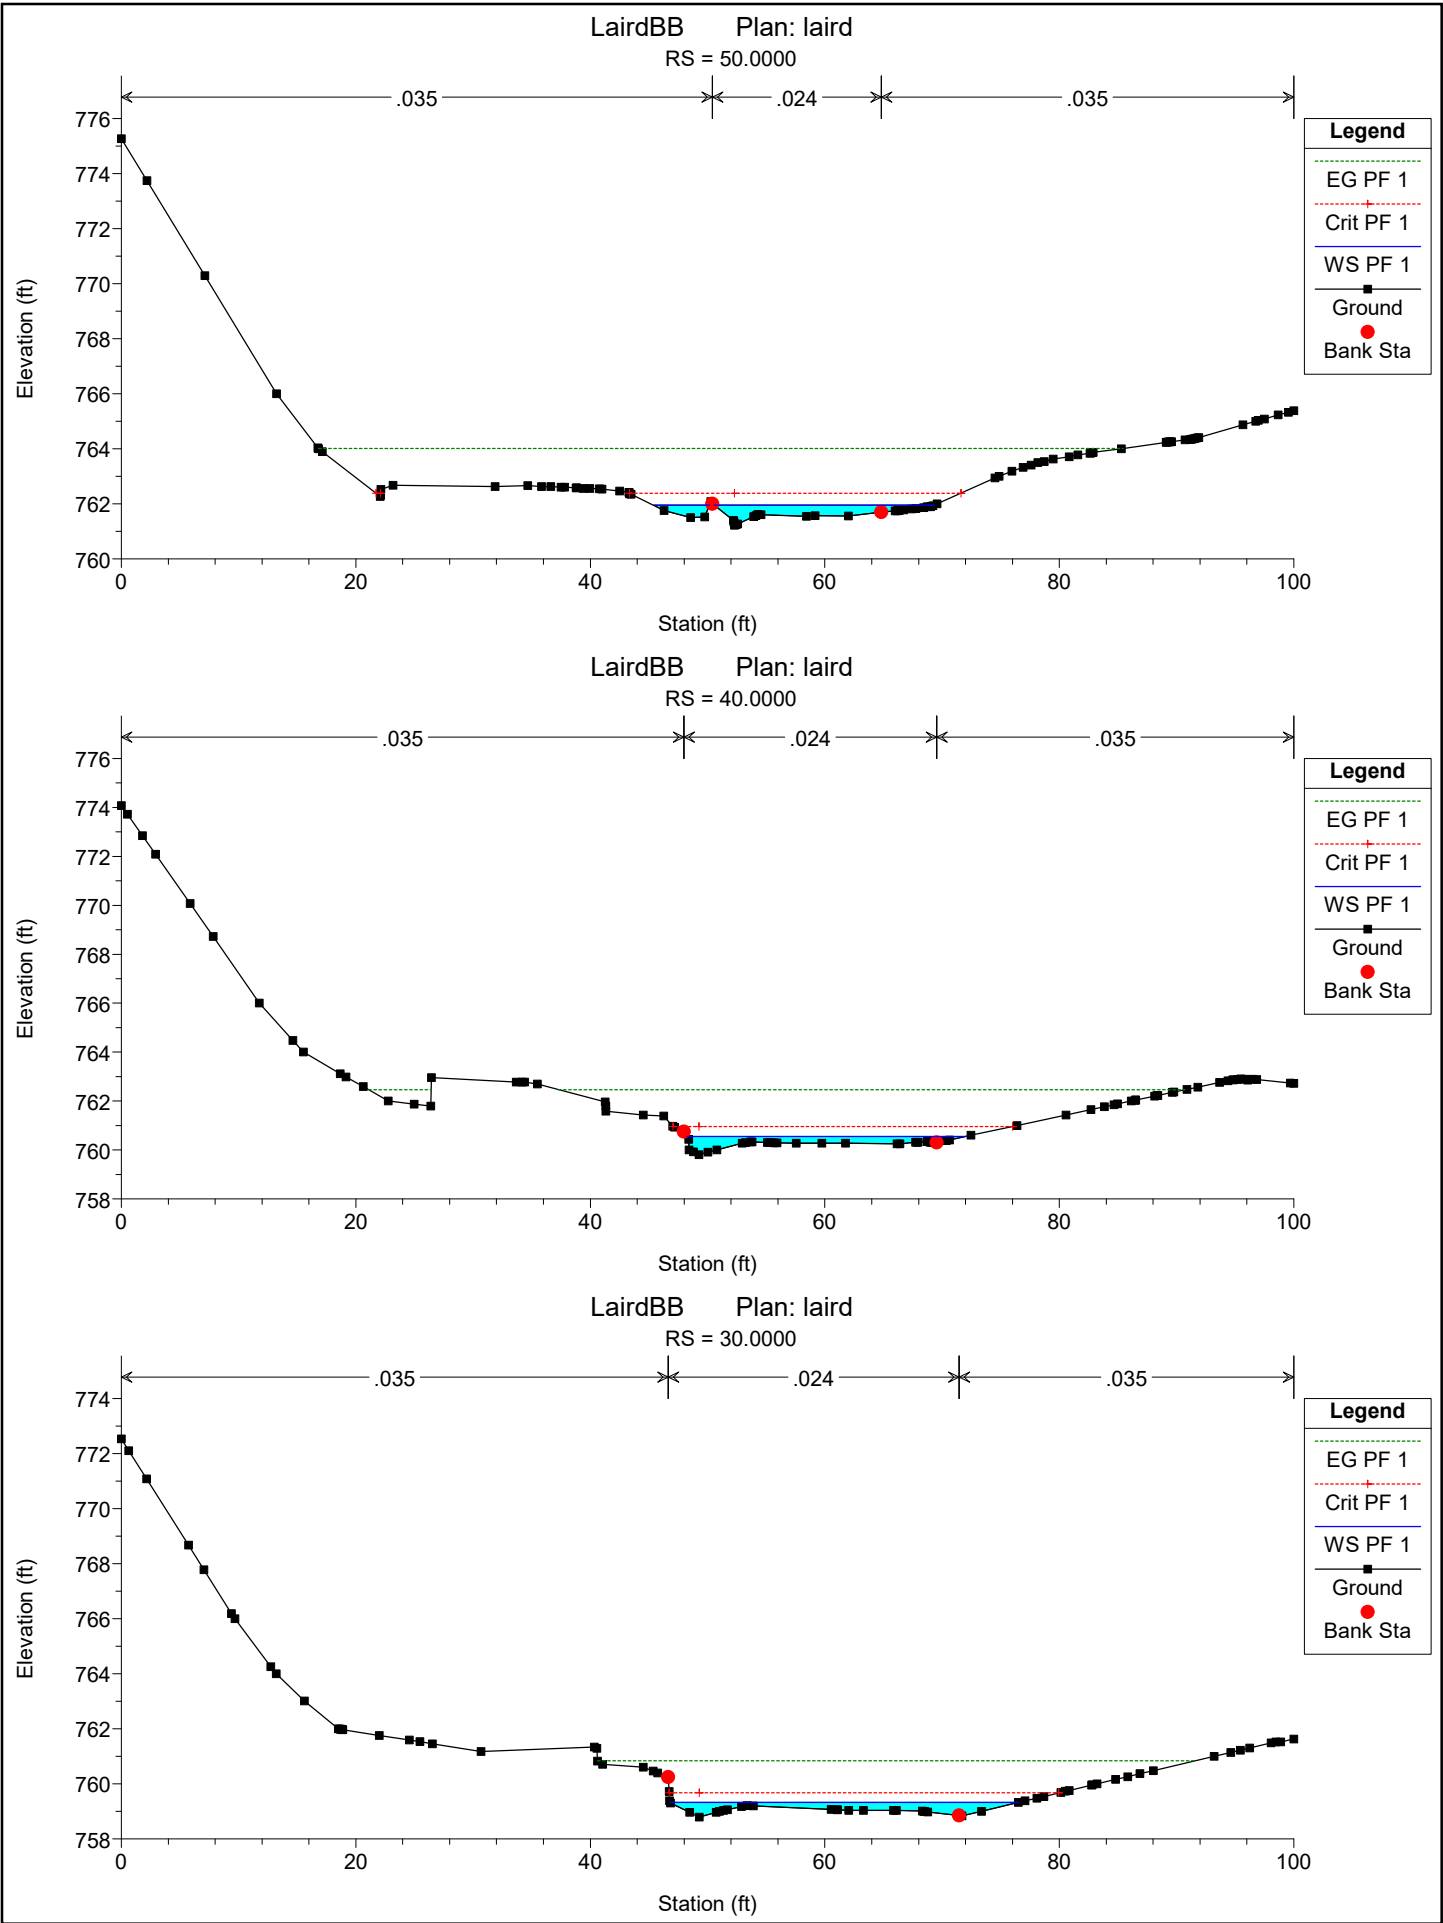 LairdBB Plan: laird
RS = 50.0000
.035 .024 .035
776
774
772
770
768
766
764
762
760
Elevation (ft)
0 20 40 60 80 100
Station (ft)
Legend
EG PF 1
Crit PF 1
WS PF 1
Ground
Bank Sta
LairdBB Plan: laird
RS = 40.0000
.035 .024 .035
776
774
772
770
768
766
764
762
760
758
Elevation (ft)
0 20 40 60 80 100
Station (ft)
Legend
EG PF 1
Crit PF 1
WS PF 1
Ground
Bank Sta
LairdBB Plan: laird
RS = 30.0000
.035 .024 .035
774
772
770
768
766
764
762
760
758
Elevation (ft)
0 20 40 60 80 100
Station (ft)
Legend
EG PF 1
Crit PF 1
WS PF 1
Ground
Bank Sta